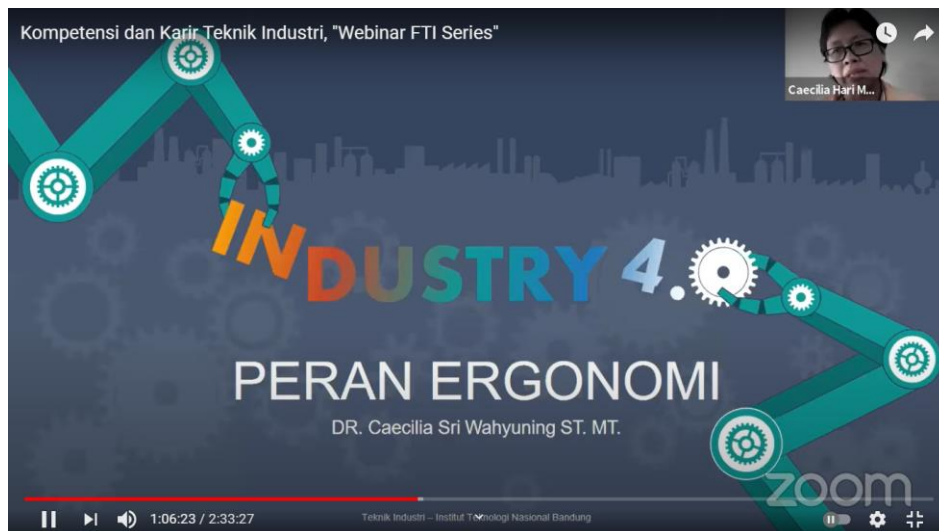 Kompetensi dan Karir Teknik Industri, "Webinar FTI Series"
Caecilia Hari M...
INDUSTRY 4.0
PERAN ERGONOMI
DR. Caecilia Sri Wahyuning ST. MT.
zoom
1:06:23 / 2:33:27
Teknik Industri – Institut Teknologi Nasional Bandung